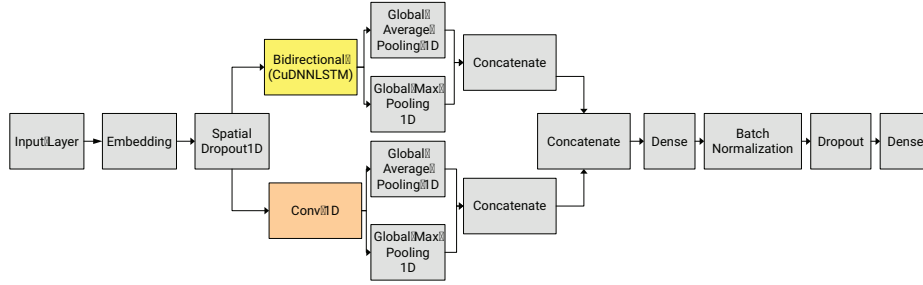 Input Layer
Embedding
Spatial
Dropout1D
Bidirectional
(CuDNNLSTM)
Global
Average
Pooling 1D
Global Max
Pooling
1D
Concatenate
Conv 1D
Global
Average
Pooling 1D
Global Max
Pooling
1D
Concatenate
Concatenate
Dense
Batch
Normalization
Dropout
Dense